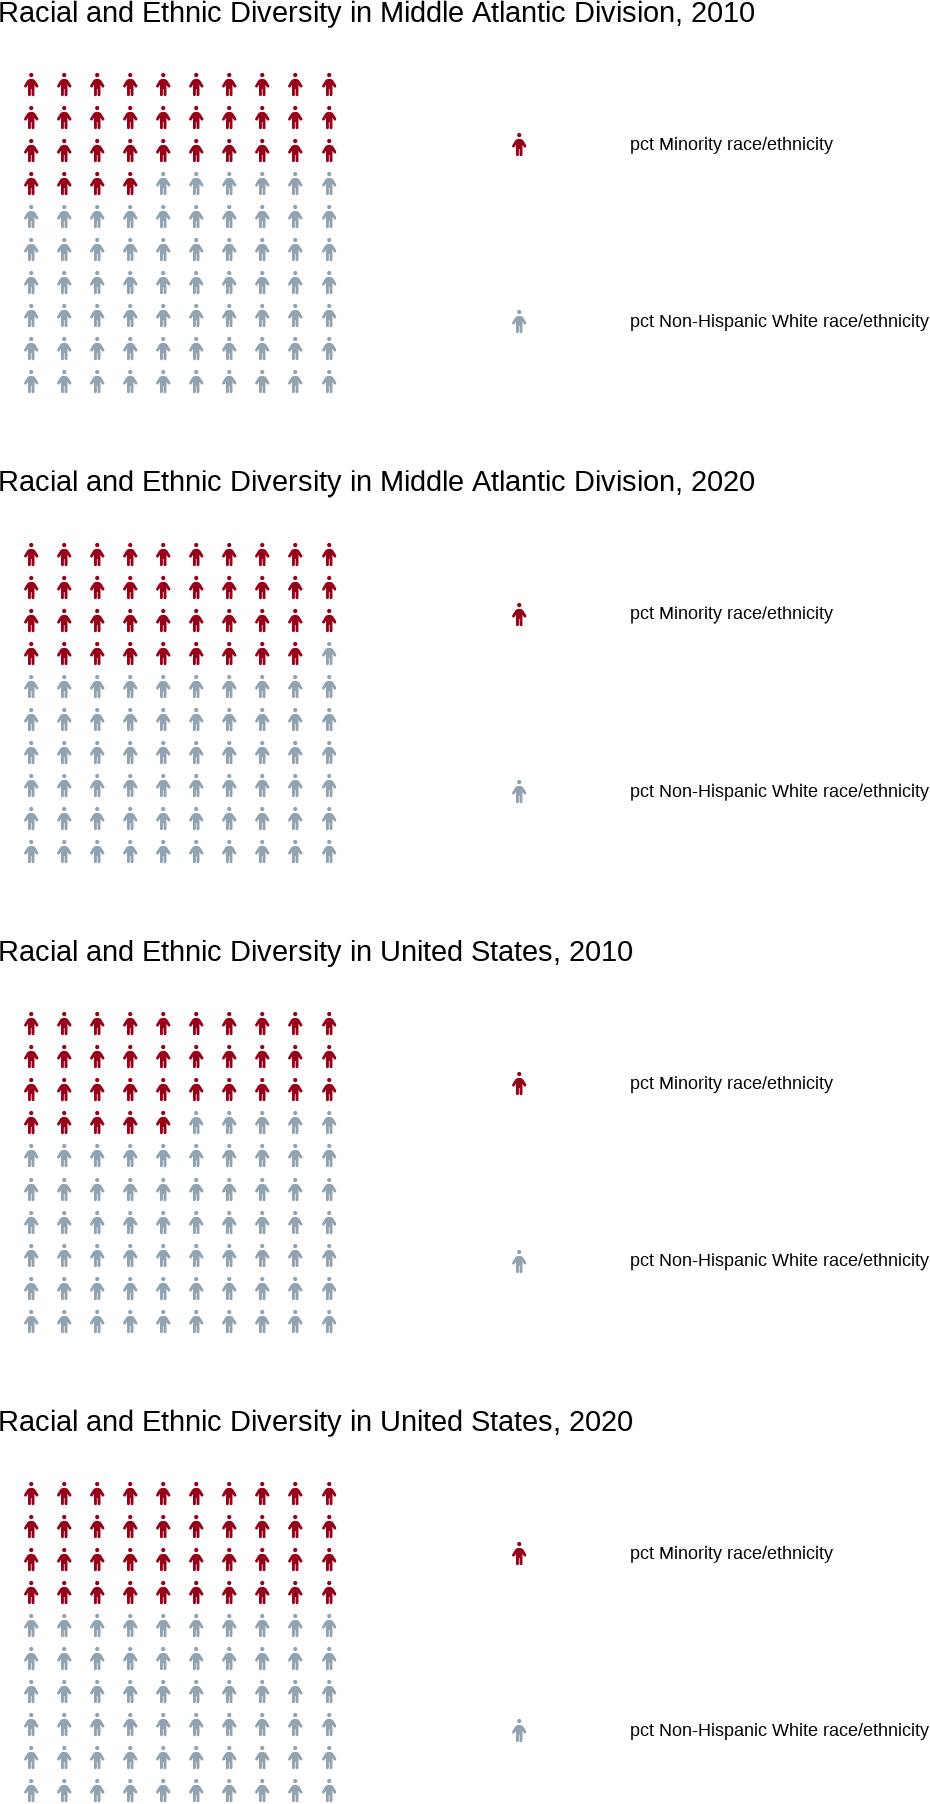 Racial and Ethnic Diversity in Middle Atlantic Division, 2010
pct Minority race/ethnicity
pct Non-Hispanic White race/ethnicity
Racial and Ethnic Diversity in Middle Atlantic Division, 2020
pct Minority race/ethnicity
pct Non-Hispanic White race/ethnicity
Racial and Ethnic Diversity in United States, 2010
pct Minority race/ethnicity
pct Non-Hispanic White race/ethnicity
Racial and Ethnic Diversity in United States, 2020
pct Minority race/ethnicity
pct Non-Hispanic White race/ethnicity